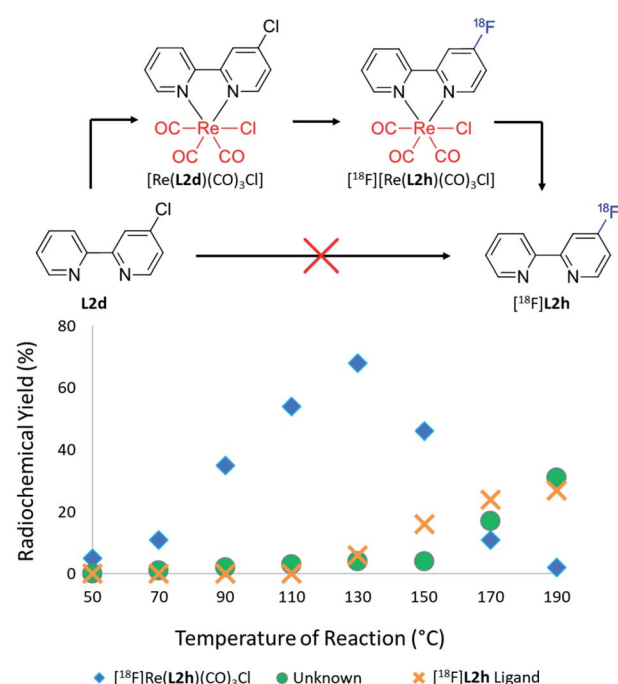 Cl
¹⁸F
N
N
N
N
OC
Re
Cl
OC
CO
OC
Re
Cl
OC
CO
[Re(L2d)(CO)₃Cl]
[¹⁸F][Re(L2h)(CO)₃Cl]
Cl
¹⁸F
N
N
N
N
L2d
[¹⁸F]L2h
80
60
40
20
0
Radiochemical Yield (%)
50 70 90 110 130 150 170 190
Temperature of Reaction (°C)
[¹⁸F]Re(L2h)(CO)₃Cl Unknown [¹⁸F]L2h Ligand